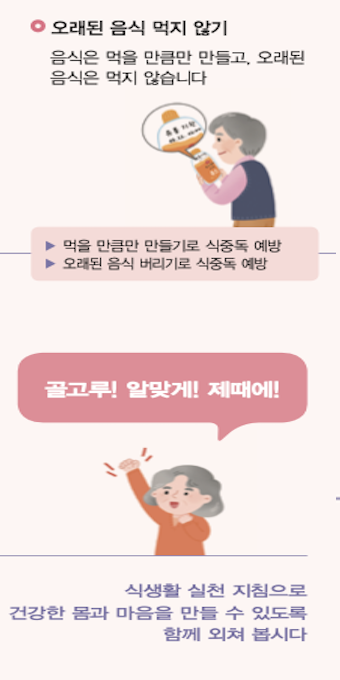 오래된 음식 먹지 않기
음식은 먹을 만큼만 만들고, 오래된
음식은 먹지 않습니다
먹을 만큼만 만들기로 식중독 예방
오래된 음식 버리기로 식중독 예방
골고루! 알맞게! 제때에!
식생활 실천 지침으로
건강한 몸과 마음을 만들 수 있도록
함께 외쳐 봅시다